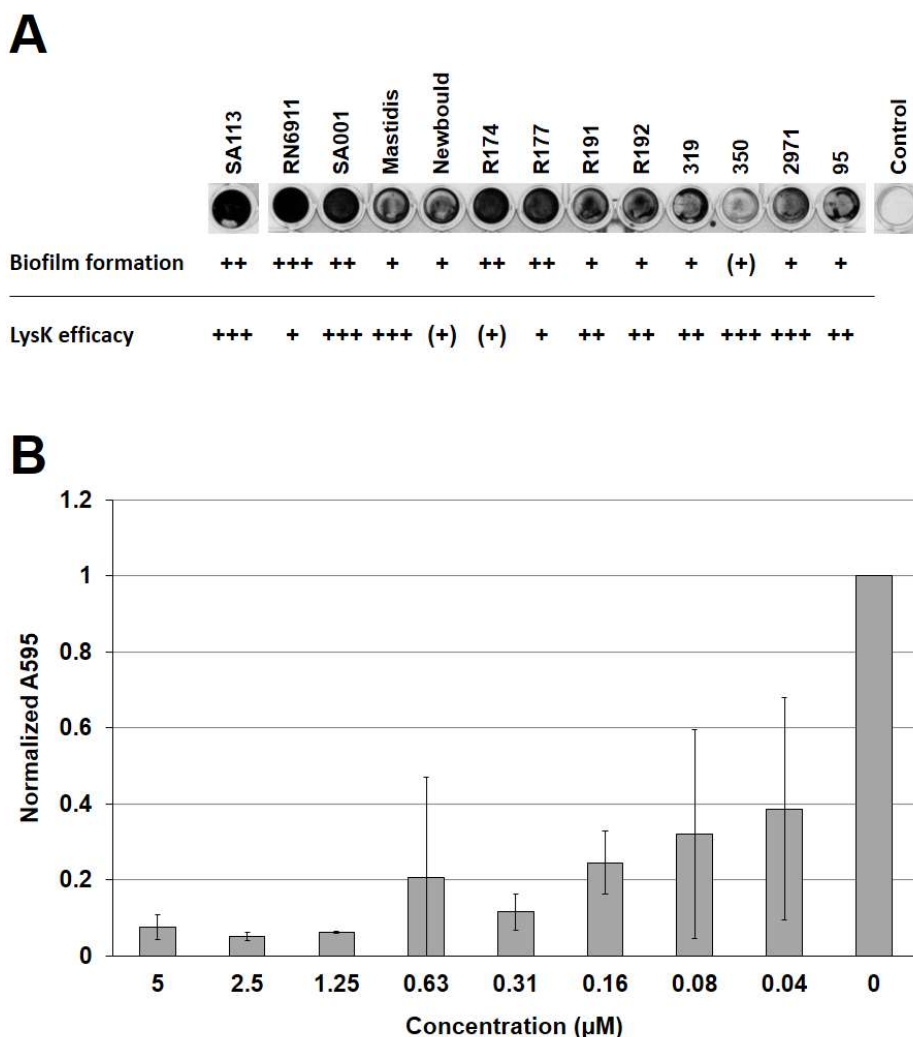 A
SA113 RN6911 SA001 Mastidis Newbould R174 R177 R191 R192 319 350 2971 95 Control
Biofilm formation ++ +++ ++ + + ++ ++ + + + (+) + +
LysK efficacy +++ + +++ +++ (+) (+) + ++ ++ ++ +++ +++ ++
B
1.2
1
0.8
0.6
0.4
0.2
0
Normalized A595
5 2.5 1.25 0.63 0.31 0.16 0.08 0.04 0
Concentration (µM)